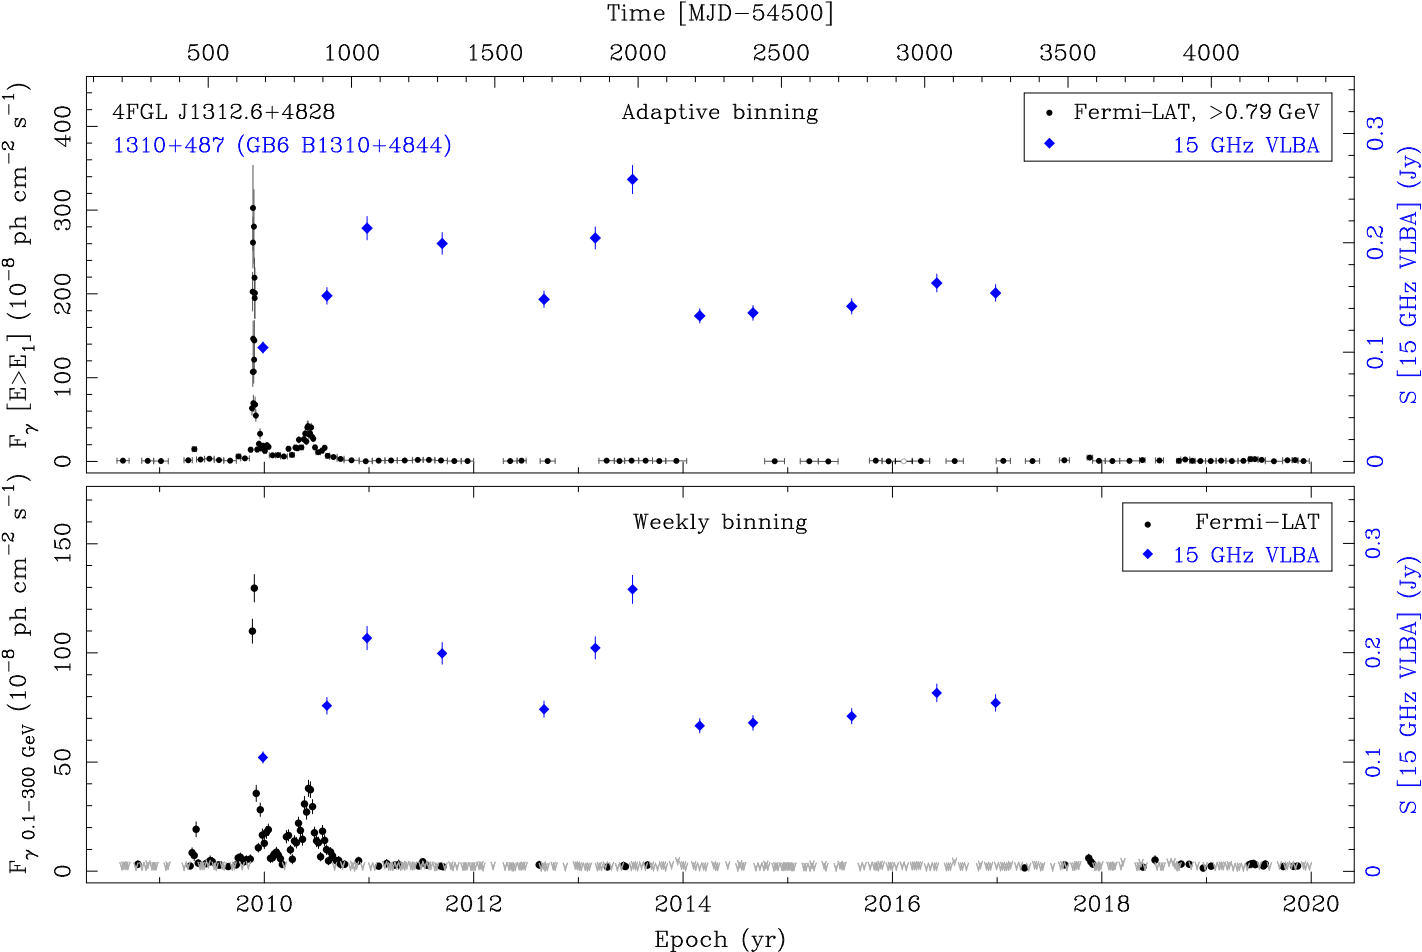 Time [MJD−54500]
500 1000 1500 2000 2500 3000 3500 4000
4FGL J1312.6+4828
1310+487 (GB6 B1310+4844)
Adaptive binning
Fermi−LAT, >0.79 GeV
15 GHz VLBA
F_γ [E>E_1] (10^−8 ph cm^−2 s^−1)
0 100 200 300 400
S [15 GHz VLBA] (Jy)
0 0.1 0.2 0.3
Weekly binning
Fermi−LAT
15 GHz VLBA
F_γ 0.1−300 GeV (10^−8 ph cm^−2 s^−1)
0 50 100 150
S [15 GHz VLBA] (Jy)
0 0.1 0.2 0.3
2010 2012 2014 2016 2018 2020
Epoch (yr)